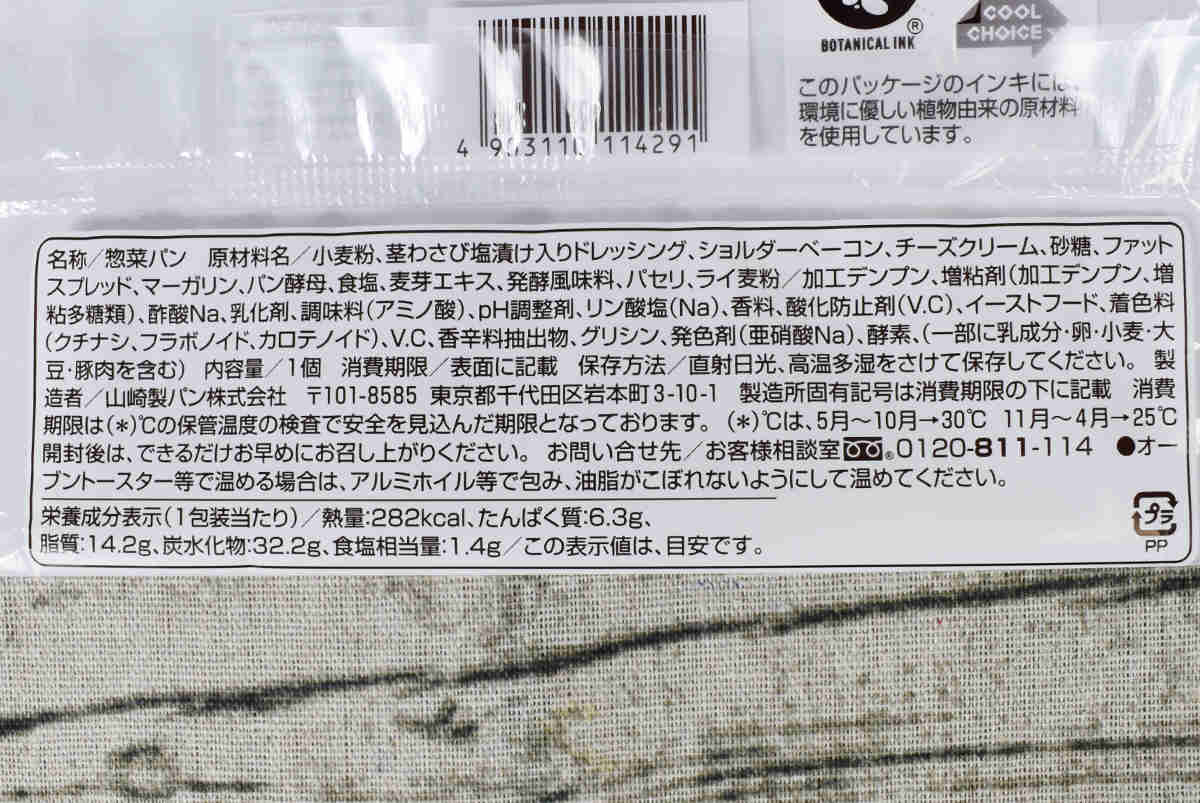 BOTANICAL INK
®
COOL
CHOICE
このパッケージのインキには、
環境に優しい植物由来の原材料
を使用しています。
4 903110 114291
名称／惣菜パン　原材料名／小麦粉、茎わさび塩漬け入りドレッシング、ショルダーベーコン、チーズクリーム、砂糖、ファット
スプレッド、マーガリン、パン酵母、食塩、麦芽エキス、発酵風味料、パセリ、ライ麦粉／加工デンプン、増粘剤（加工デンプン、増
粘多糖類）、酢酸Na、乳化剤、調味料（アミノ酸）、pH調整剤、リン酸塩（Na）、香料、酸化防止剤（V.C）、イーストフード、着色料
（クチナシ、フラボノイド、カロテノイド）、V.C、香辛料抽出物、グリシン、発色剤（亜硝酸Na）、酵素、（一部に乳成分・卵・小麦・大
豆・豚肉を含む）　内容量／1個　消費期限／表面に記載　保存方法／直射日光、高温多湿をさけて保存してください。　製
造者／山崎製パン株式会社　〒101-8585 東京都千代田区岩本町3-10-1　製造所固有記号は消費期限の下に記載　消費
期限は（＊）℃の保管温度の検査で安全を見込んだ期限となっております。（＊）℃は、5月～10月→30℃　11月～4月→25℃
開封後は、できるだけお早めにお召し上がりください。　お問い合せ先／お客様相談室 ®0120-811-114　●オー
ブントースター等で温める場合は、アルミホイル等で包み、油脂がこぼれないようにして温めてください。
栄養成分表示（1包装当たり）／熱量:282kcal、たんぱく質:6.3g、
脂質:14.2g、炭水化物:32.2g、食塩相当量:1.4g／この表示値は、目安です。
プラ
PP